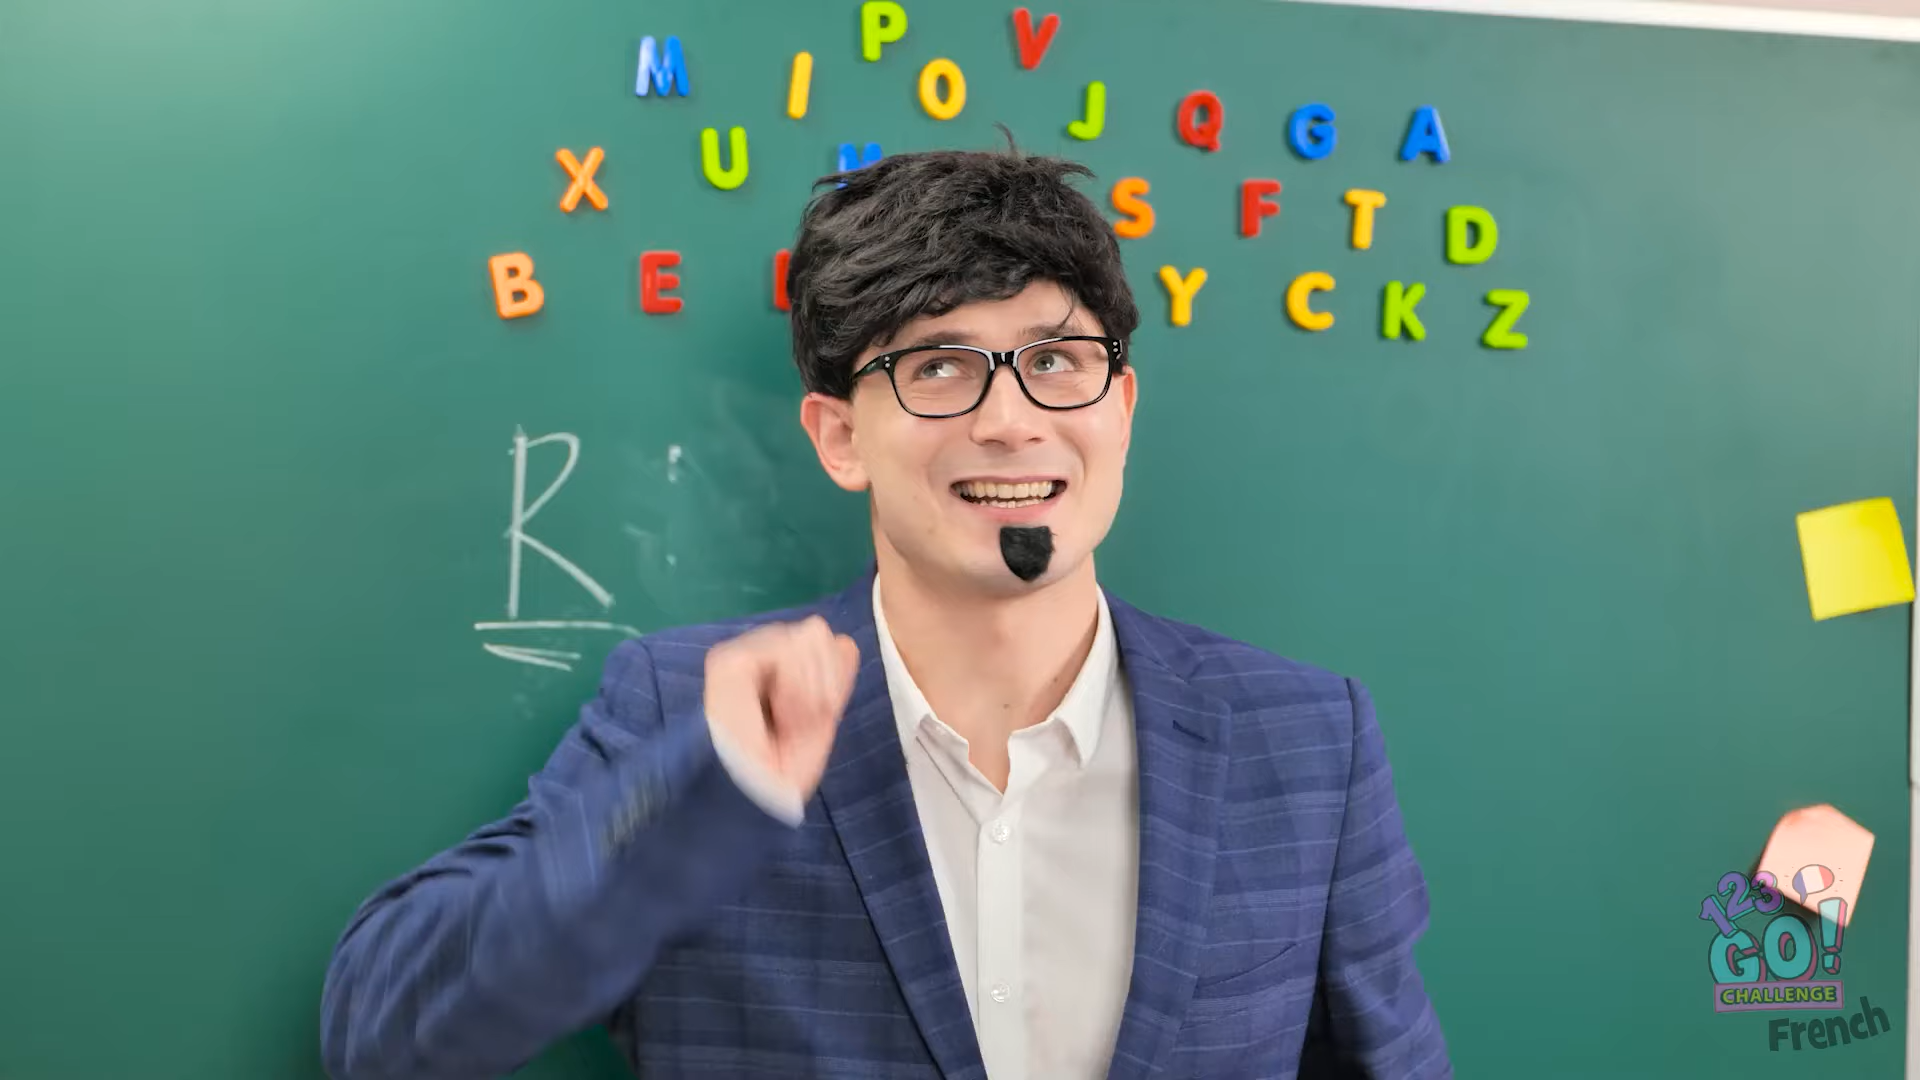 P V
M I O J Q G A
X U S F T D
B E Y C K Z
R
123
GO!
CHALLENGE
French